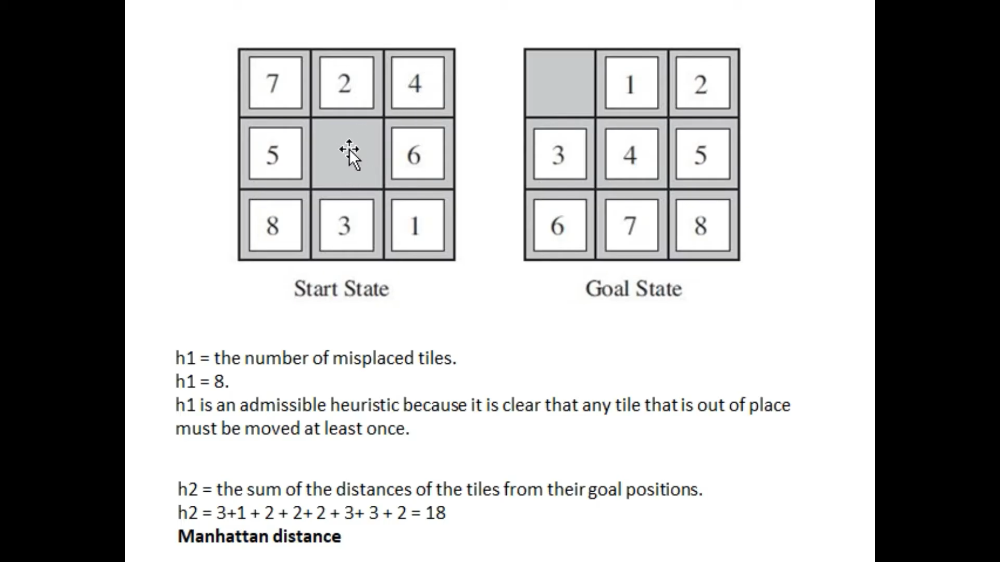 7 2 4
5 6
8 3 1
Start State
1 2
3 4 5
6 7 8
Goal State
h1 = the number of misplaced tiles.
h1 = 8.
h1 is an admissible heuristic because it is clear that any tile that is out of place
must be moved at least once.
h2 = the sum of the distances of the tiles from their goal positions.
h2 = 3+1 + 2 + 2+ 2 + 3+ 3 + 2 = 18
Manhattan distance